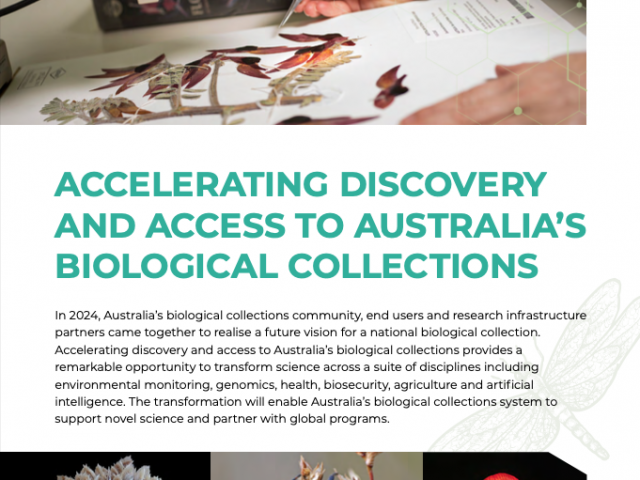 ACCELERATING DISCOVERY
AND ACCESS TO AUSTRALIA’S
BIOLOGICAL COLLECTIONS
In 2024, Australia’s biological collections community, end users and research infrastructure
partners came together to realise a future vision for a national biological collection.
Accelerating discovery and access to Australia’s biological collections provides a
remarkable opportunity to transform science across a suite of disciplines including
environmental monitoring, genomics, health, biosecurity, agriculture and artificial
intelligence. The transformation will enable Australia’s biological collections system to
support novel science and partner with global programs.